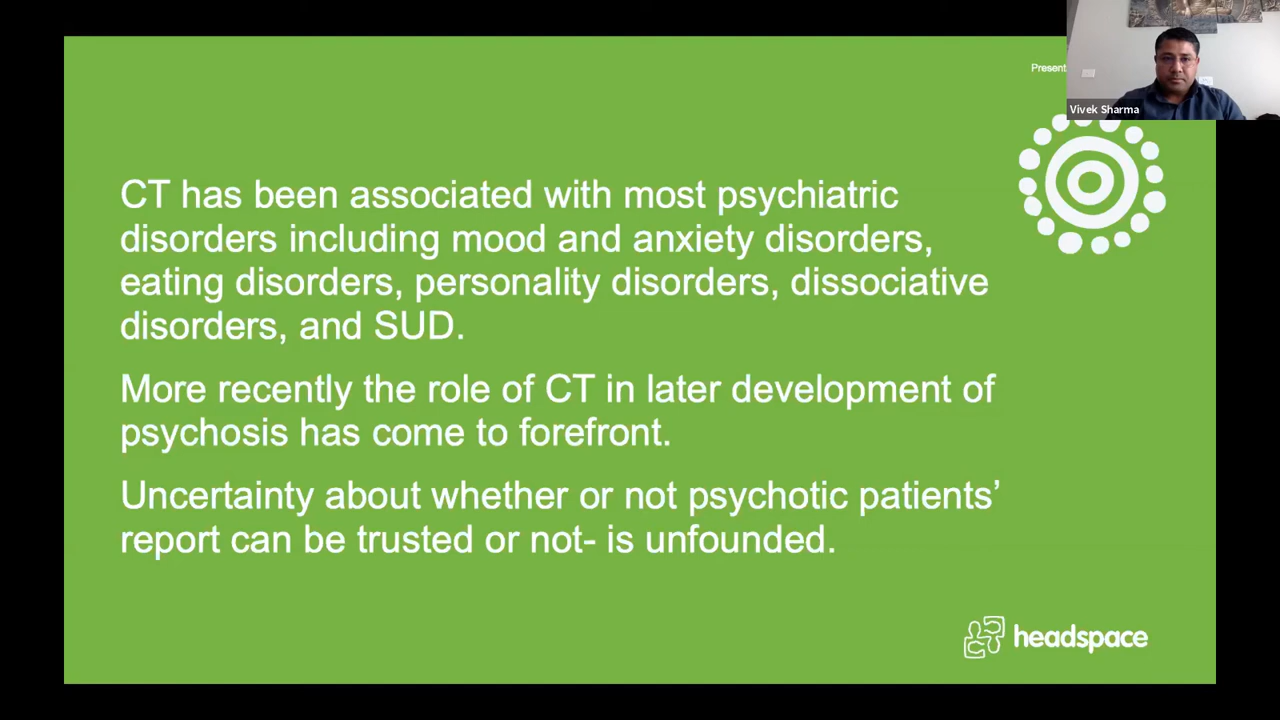 Present
Vivek Sharma
CT has been associated with most psychiatric
disorders including mood and anxiety disorders,
eating disorders, personality disorders, dissociative
disorders, and SUD.
More recently the role of CT in later development of
psychosis has come to forefront.
Uncertainty about whether or not psychotic patients’
report can be trusted or not- is unfounded.
headspace